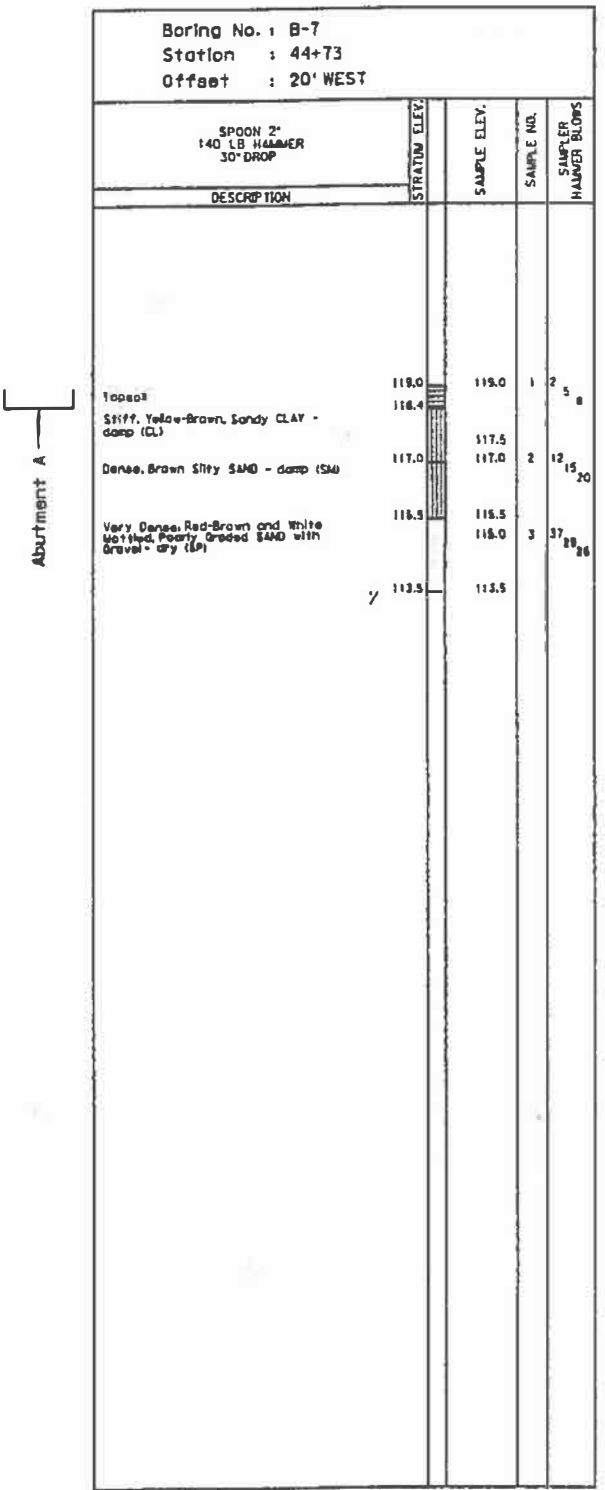 Boring No. : B-7
Station : 44+73
Offset : 20' WEST
SPOON 2"
140 LB HAMMER
30" DROP
DESCRIPTION
STRATUM ELEV.
SAMPLE ELEV.
SAMPLE NO.
SAMPLER
HAMMER BLOWS
119.0 119.0 1 2 5 8
Topsoil
118.4
Stiff, Yellow-Brown, Sandy CLAY -
damp (CL)
117.5
117.0 117.0 2 12 15 20
Dense, Brown Silty SAND - damp (SM)
115.5 115.5
Very Dense, Red-Brown and White
Mottled, Poorly Graded SAND with
Gravel - dry (SP)
115.0 3 37 28 26
113.5 113.5
Abutment A